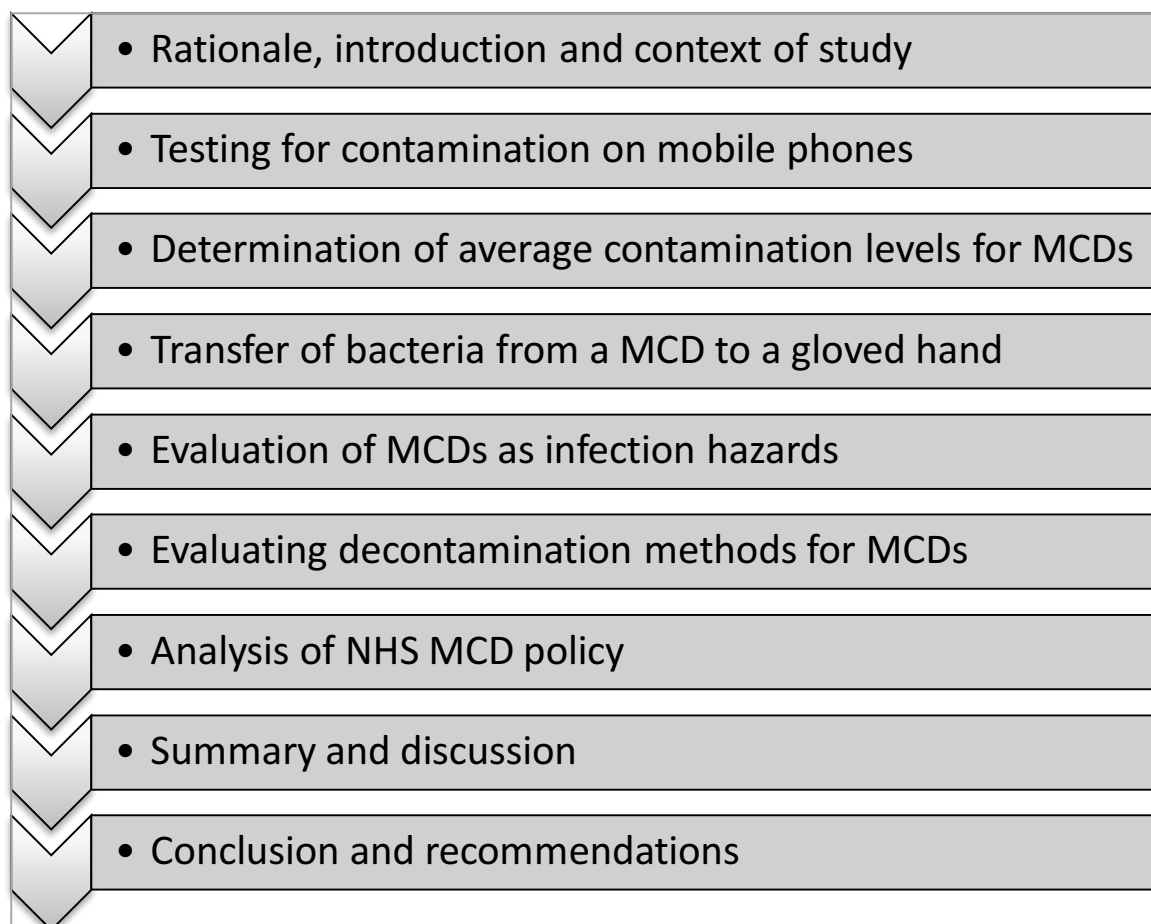 • Rationale, introduction and context of study
• Testing for contamination on mobile phones
• Determination of average contamination levels for MCDs
• Transfer of bacteria from a MCD to a gloved hand
• Evaluation of MCDs as infection hazards
• Evaluating decontamination methods for MCDs
• Analysis of NHS MCD policy
• Summary and discussion
• Conclusion and recommendations